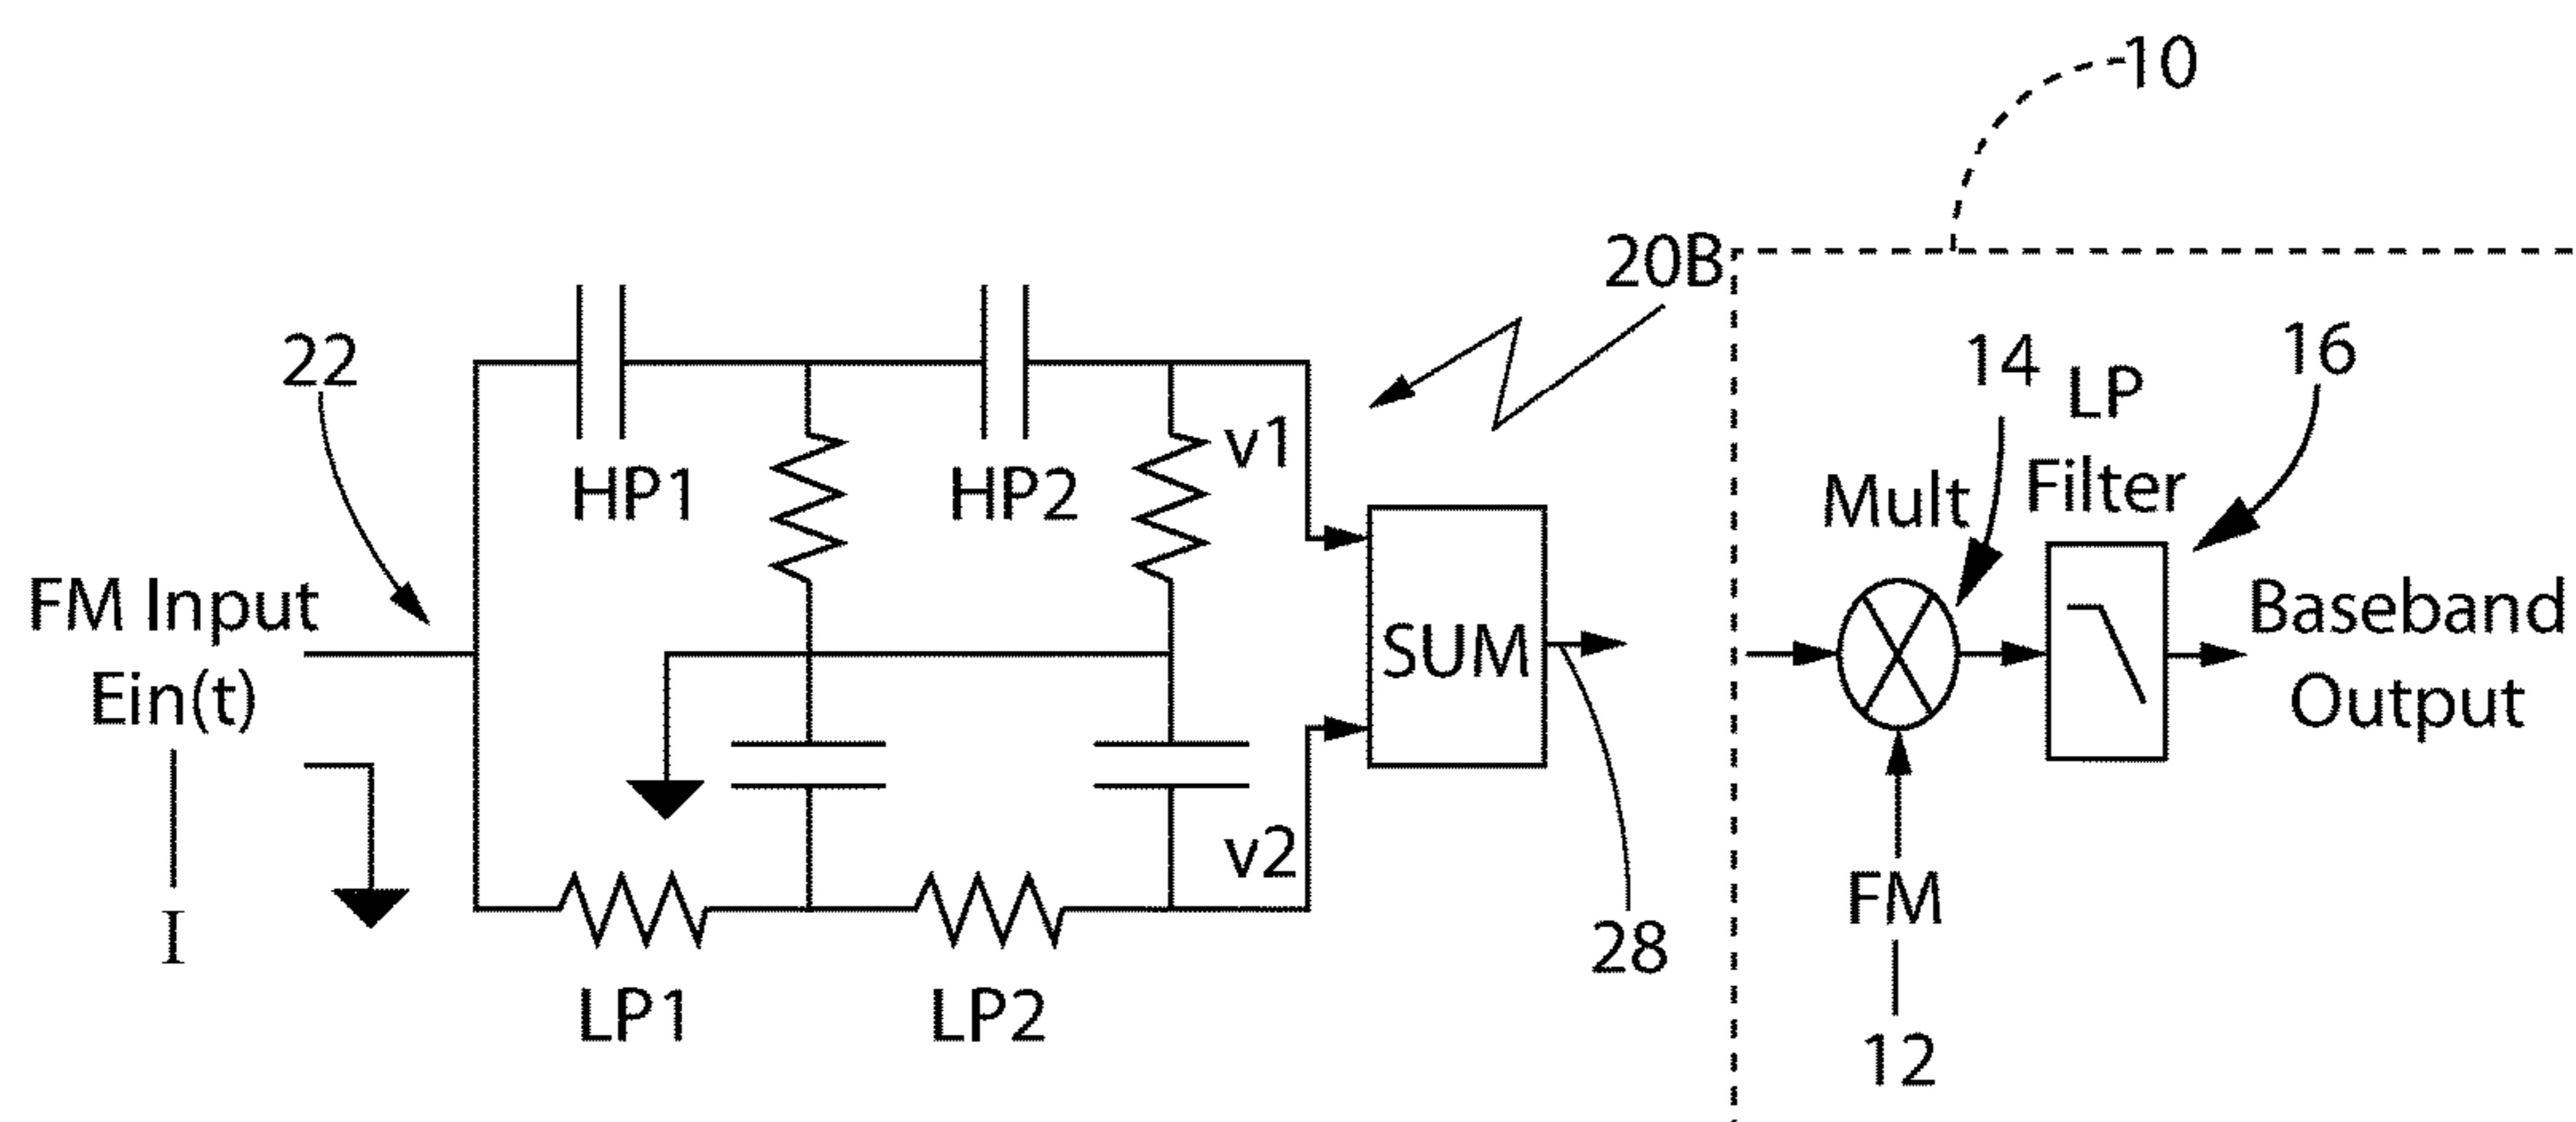 10
20B
22
14
LP
16
v1
HP1
HP2
Mult
Filter
FM Input
Ein(t)
SUM
Baseband
Output
v2
FM
I
28
LP1
LP2
12